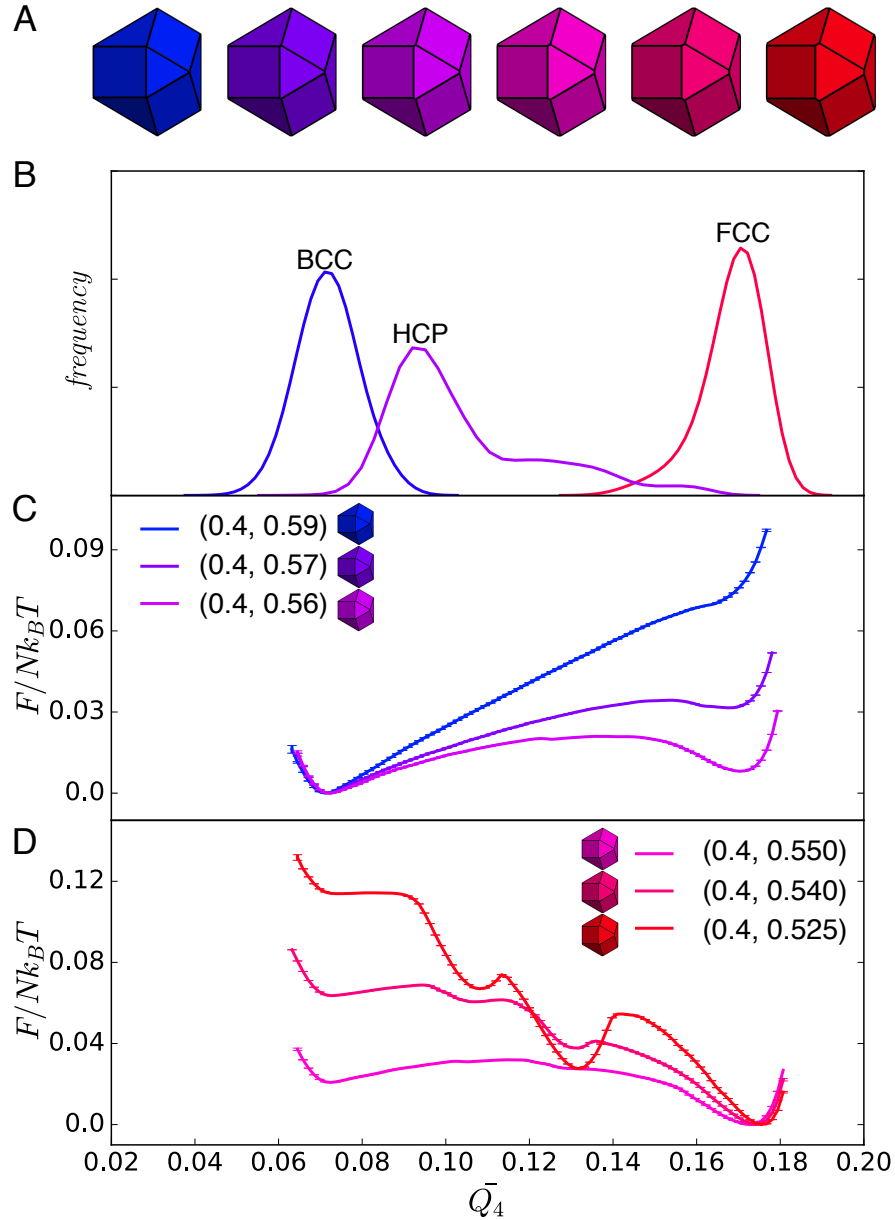 A
B
BCC
HCP
FCC
frequency
C
(0.4, 0.59)
(0.4, 0.57)
(0.4, 0.56)
0.09
0.06
0.03
0.0
F/Nk_BT
D
(0.4, 0.550)
(0.4, 0.540)
(0.4, 0.525)
0.12
0.08
0.04
0.0
F/Nk_BT
0.02 0.04 0.06 0.08 0.10 0.12 0.14 0.16 0.18 0.20
Q̄_4